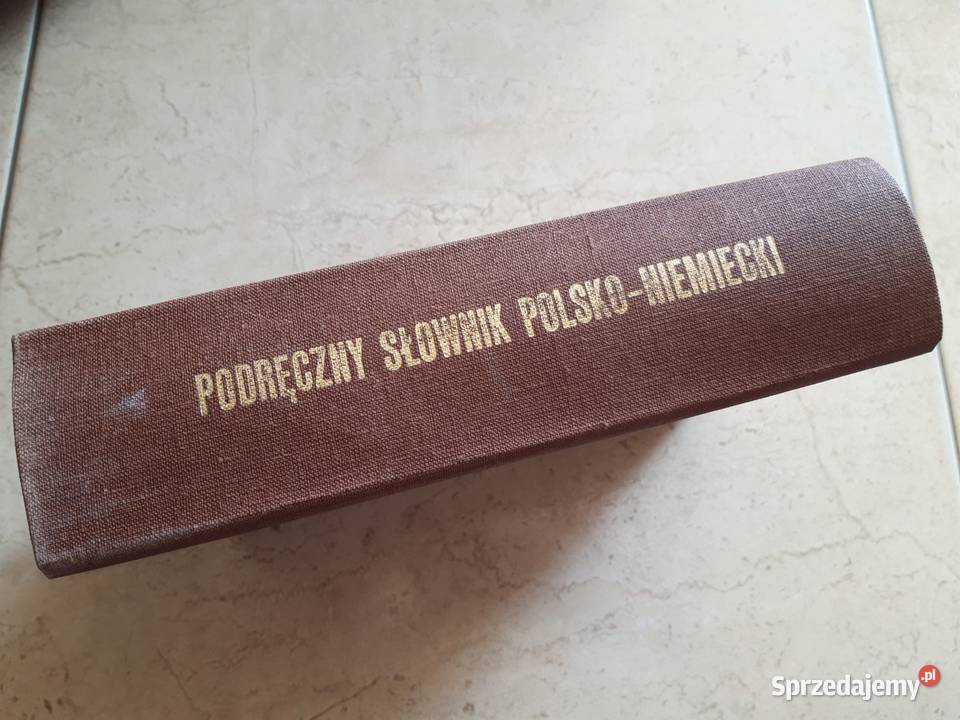 PODRĘCZNY SŁOWNIK POLSKO-NIEMIECKI
Sprzedajemy.pl